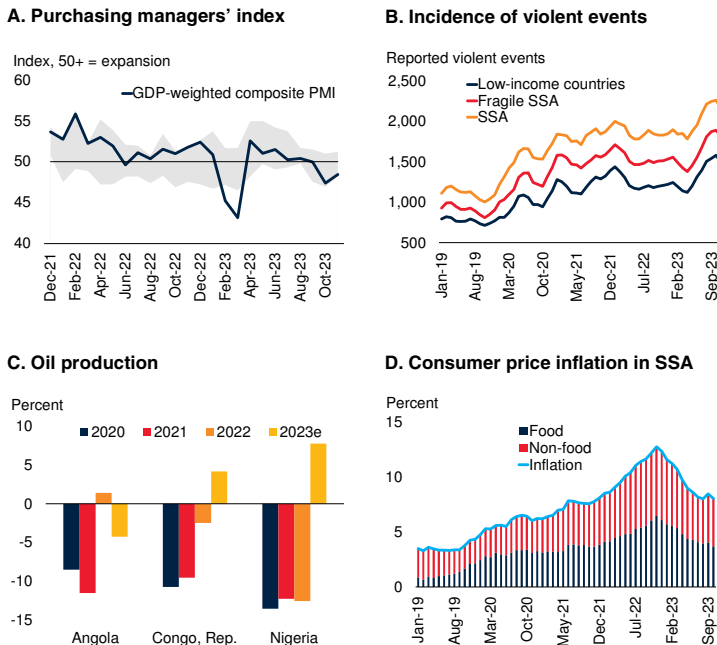 A. Purchasing managers' index
Index, 50+ = expansion
60
GDP-weighted composite PMI
55
50
45
40
Dec-21
Feb-22
Apr-22
Jun-22
Aug-22
Oct-22
Dec-22
Feb-23
Apr-23
Jun-23
Aug-23
Oct-23
B. Incidence of violent events
Reported violent events
2,500
Low-income countries
Fragile SSA
SSA
2,000
1,500
1,000
500
Jan-19
Aug-19
Mar-20
Oct-20
May-21
Dec-21
Jul-22
Feb-23
Sep-23
C. Oil production
Percent
10
2020 2021 2022 2023e
5
0
-5
-10
-15
Angola Congo, Rep. Nigeria
D. Consumer price inflation in SSA
Percent
15
Food
Non-food
Inflation
10
5
0
Jan-19
Aug-19
Mar-20
Oct-20
May-21
Dec-21
Jul-22
Feb-23
Sep-23